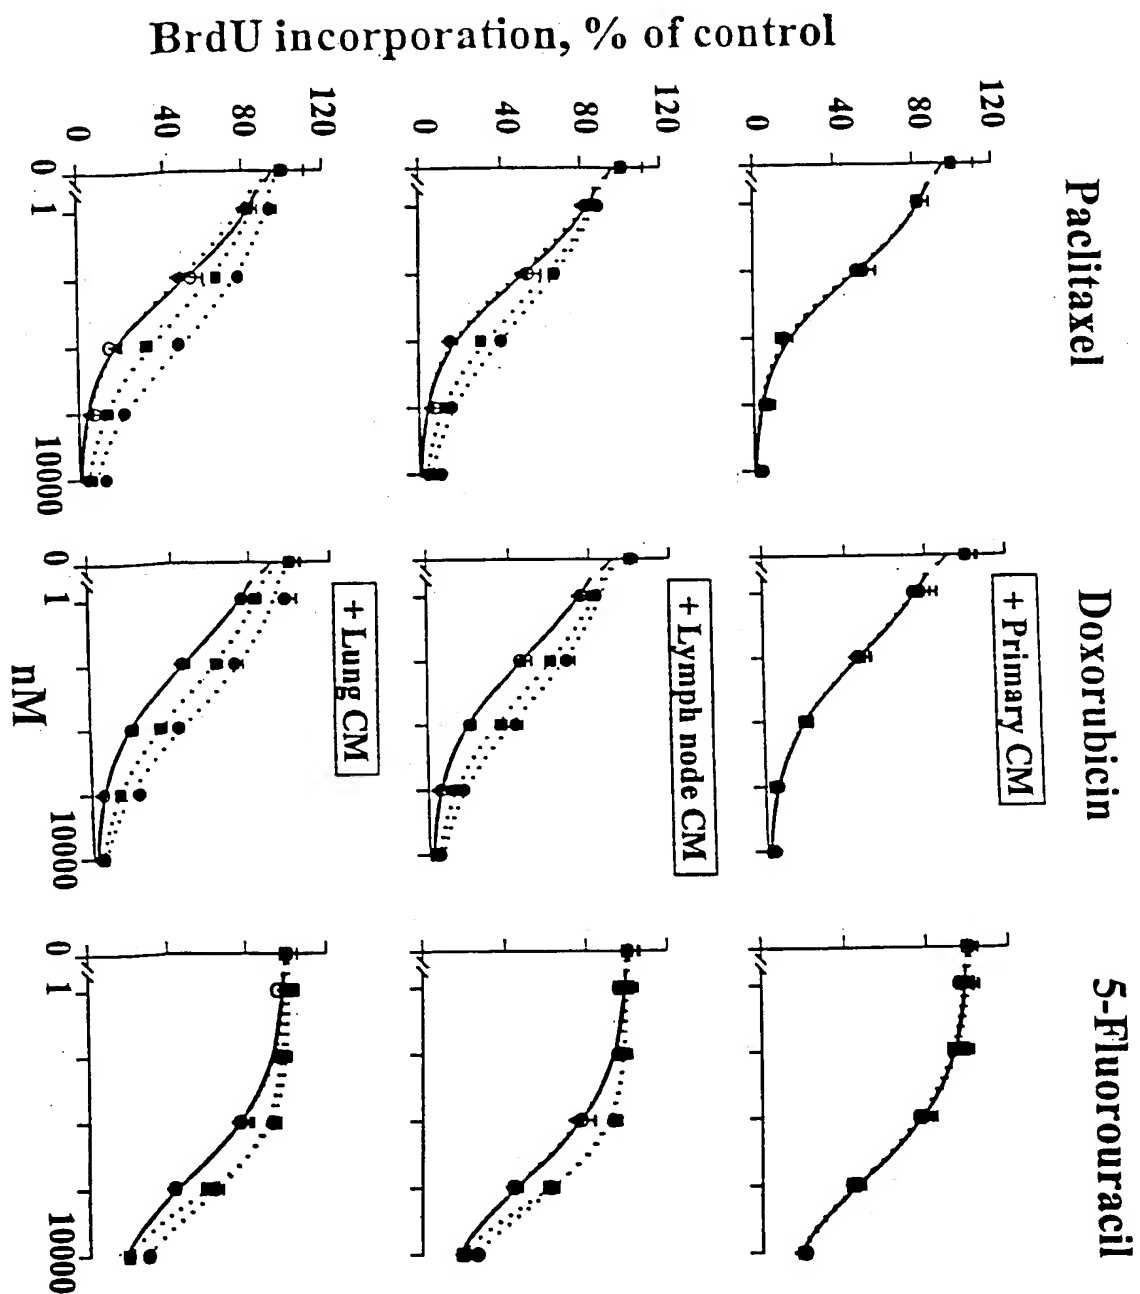 Paclitaxel
Doxorubicin
5-Fluorouracil
BrdU incorporation, % of control
120
80
40
0
+ Primary CM
120
80
40
0
+ Lymph node CM
120
80
40
0
+ Lung CM
0 1 10000
0 1 10000
0 1 10000
nM